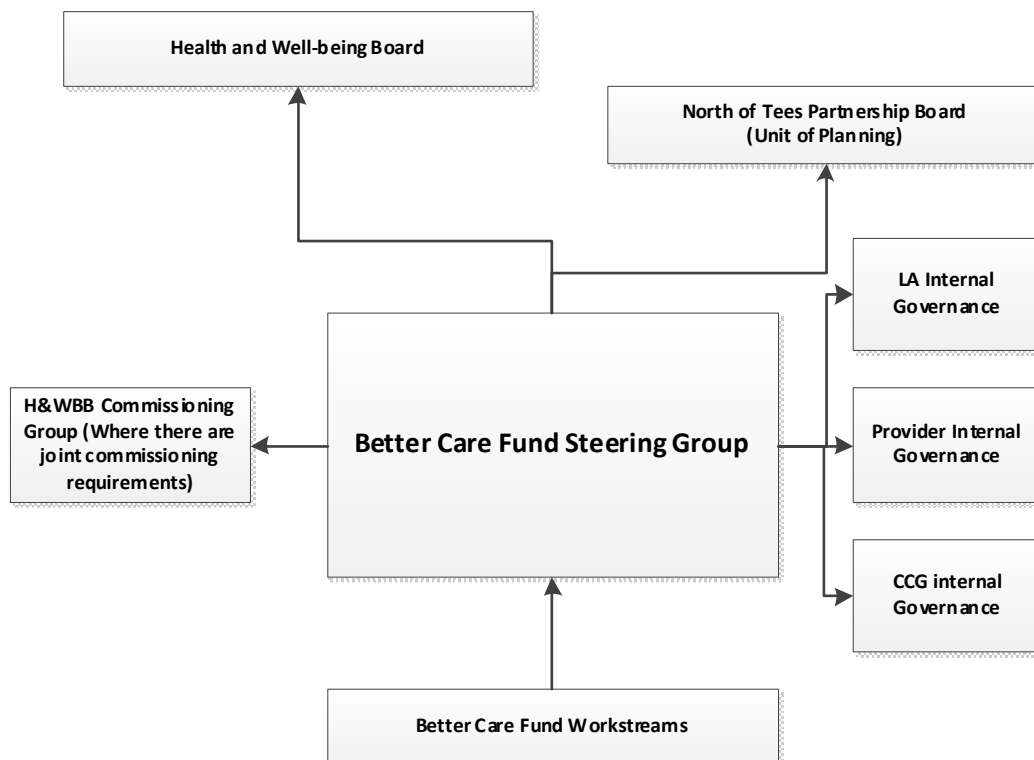 Health and Well-being Board
North of Tees Partnership Board
(Unit of Planning)
LA Internal
Governance
Better Care Fund Steering Group
H&WBB Commissioning
Group (Where there are
joint commissioning
requirements)
Provider Internal
Governance
CCG internal
Governance
Better Care Fund Workstreams